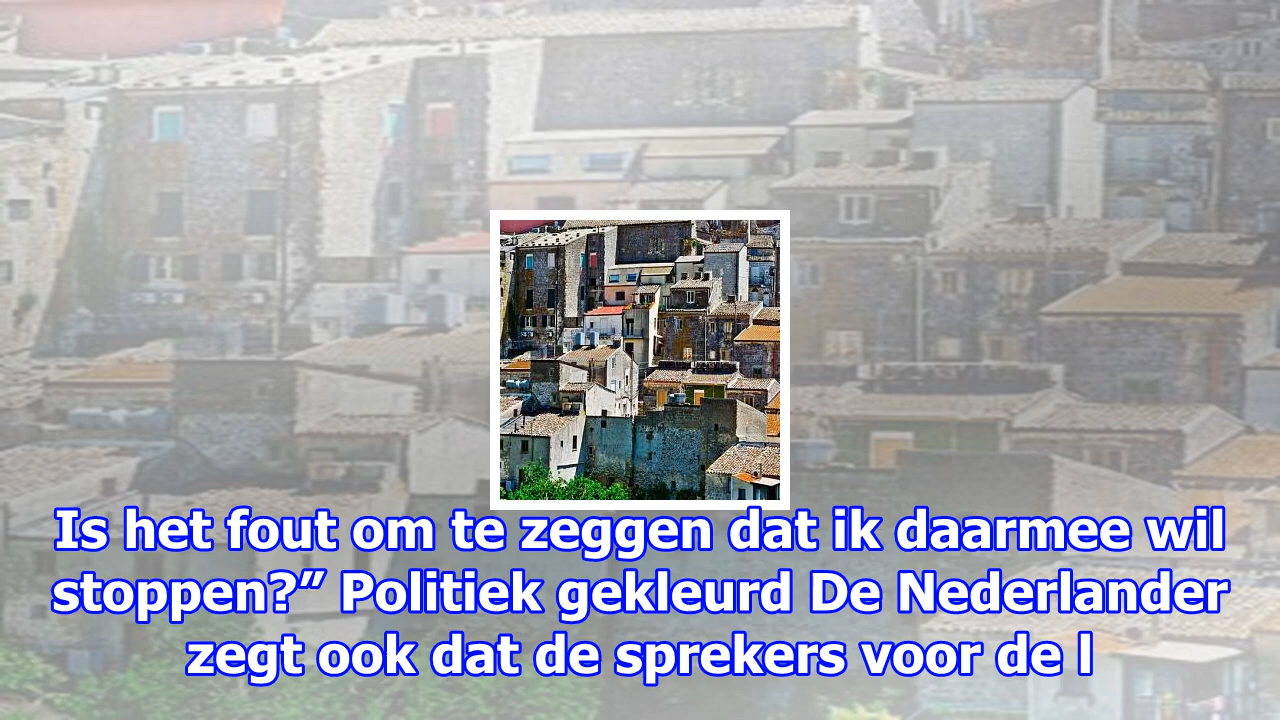 Is het fout om te zeggen dat ik daarmee wil
stoppen?” Politiek gekleurd De Nederlander
zegt ook dat de sprekers voor de l